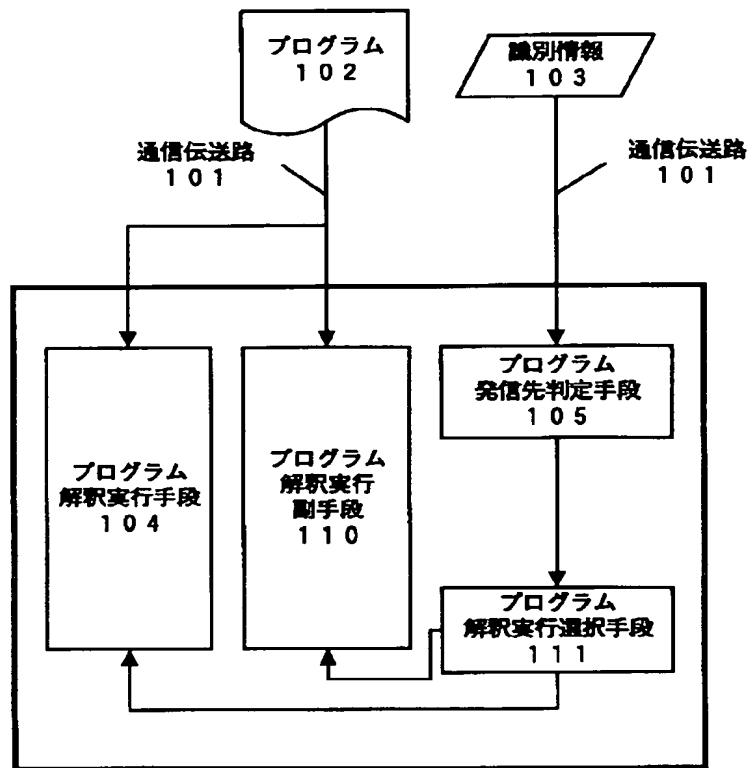 プログラム
１０２
識別情報
１０３
通信伝送路
１０１
通信伝送路
１０１
プログラム
解釈実行手段
１０４
プログラム
解釈実行
副手段
１１０
プログラム
発信先判定手段
１０５
プログラム
解釈実行選択手段
１１１